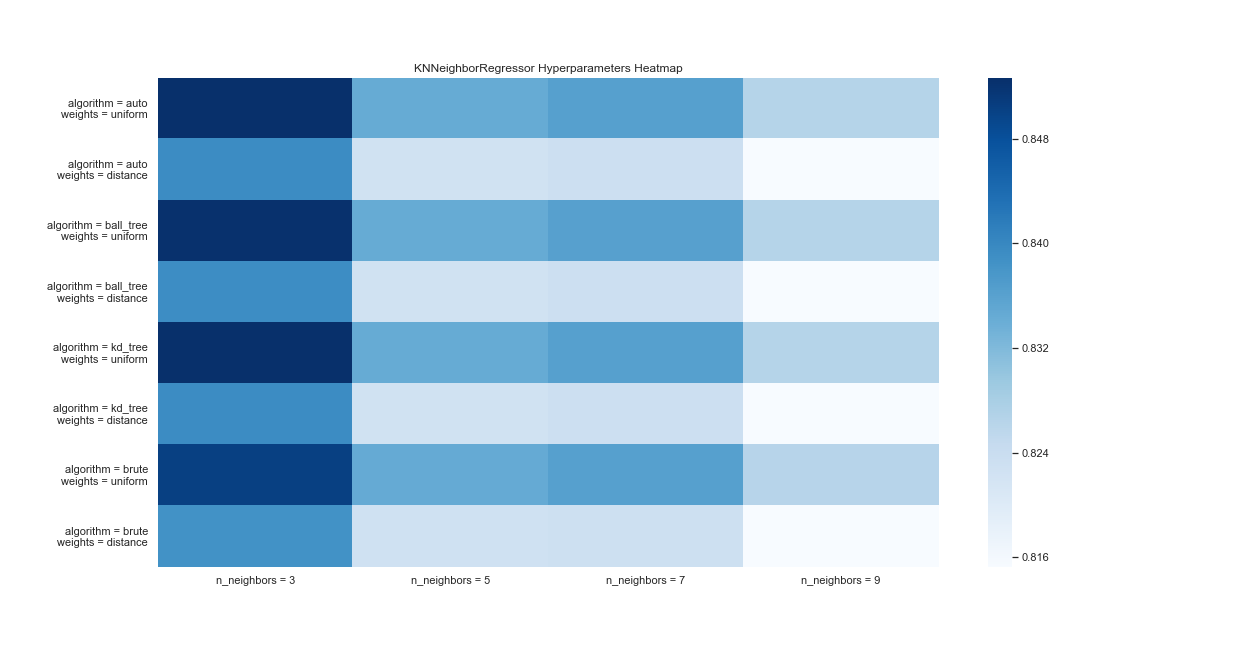 KNNeighborRegressor Hyperparameters Heatmap
algorithm = auto
weights = uniform
algorithm = auto
weights = distance
algorithm = ball_tree
weights = uniform
algorithm = ball_tree
weights = distance
algorithm = kd_tree
weights = uniform
algorithm = kd_tree
weights = distance
algorithm = brute
weights = uniform
algorithm = brute
weights = distance
n_neighbors = 3
n_neighbors = 5
n_neighbors = 7
n_neighbors = 9
0.848
0.840
0.832
0.824
0.816